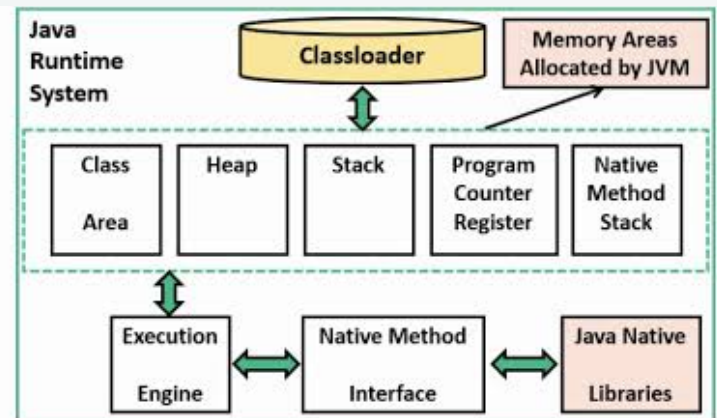 Java
Runtime
System
Classloader
Memory Areas
Allocated by JVM
Class
Area
Heap
Stack
Program
Counter
Register
Native
Method
Stack
Execution
Engine
Native Method
Interface
Java Native
Libraries